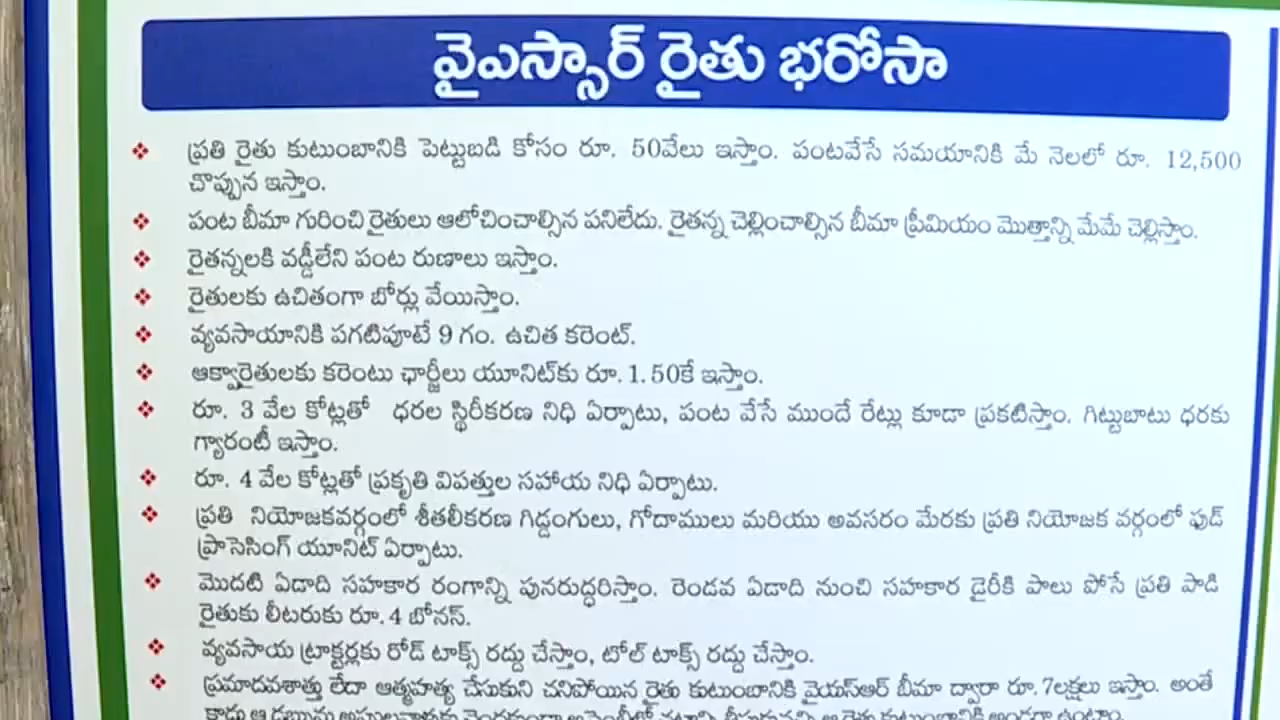 వైఎస్సార్ రైతు భరోసా
❖ ప్రతి రైతు కుటుంబానికి పెట్టుబడి కోసం రూ. 50వేలు ఇస్తాం. పంటవేసే సమయానికి మే నెలలో రూ. 12,500
చొప్పున ఇస్తాం.
❖ పంట బీమా గురించి రైతులు ఆలోచించాల్సిన పనిలేదు. రైతన్న చెల్లించాల్సిన బీమా ప్రీమియం మొత్తాన్ని మేమే చెల్లిస్తాం.
❖ రైతన్నలకి వడ్డీలేని పంట రుణాలు ఇస్తాం.
❖ రైతులకు ఉచితంగా బోర్లు వేయిస్తాం.
❖ వ్యవసాయానికి పగటిపూటే 9 గం. ఉచిత కరెంట్.
❖ ఆక్వారైతులకు కరెంటు ఛార్జీలు యూనిట్‌కు రూ. 1.50కే ఇస్తాం.
❖ రూ. 3 వేల కోట్లతో ధరల స్థిరీకరణ నిధి ఏర్పాటు, పంట వేసే ముందే రేట్లు కూడా ప్రకటిస్తాం. గిట్టుబాటు ధరకు
గ్యారంటీ ఇస్తాం.
❖ రూ. 4 వేల కోట్లతో ప్రకృతి విపత్తుల సహాయ నిధి ఏర్పాటు.
❖ ప్రతి నియోజకవర్గంలో శీతలీకరణ గిడ్డంగులు, గోదాములు మరియు అవసరం మేరకు ప్రతి నియోజక వర్గంలో ఫుడ్
ప్రాసెసింగ్ యూనిట్ ఏర్పాటు.
❖ మొదటి ఏడాది సహకార రంగాన్ని పునరుద్ధరిస్తాం. రెండవ ఏడాది నుంచి సహకార డైరీకి పాలు పోసే ప్రతి పాడి
రైతుకు లీటరుకు రూ. 4 బోనస్.
❖ వ్యవసాయ ట్రాక్టర్లకు రోడ్ టాక్స్ రద్దు చేస్తాం, టోల్ టాక్స్ రద్దు చేస్తాం.
❖ ప్రమాదవశాత్తు లేదా ఆత్మహత్య చేసుకుని చనిపోయిన రైతు కుటుంబానికి వైయస్ఆర్ బీమా ద్వారా రూ. 7లక్షలు ఇస్తాం. అంతే